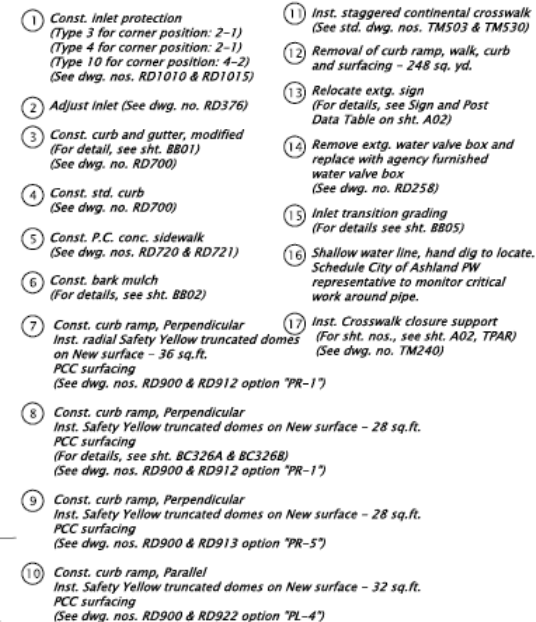 1 Const. inlet protection
(Type 3 for corner position: 2-1)
(Type 4 for corner position: 2-1)
(Type 10 for corner position: 4-2)
(See dwg. nos. RD1010 & RD1015)
2 Adjust inlet (See dwg. no. RD376)
3 Const. curb and gutter, modified
(For detail, see sht. BB01)
(See dwg. no. RD700)
4 Const. std. curb
(See dwg. no. RD700)
5 Const. P.C. conc. sidewalk
(See dwg. nos. RD720 & RD721)
6 Const. bark mulch
(For details, see sht. BB02)
7 Const. curb ramp, Perpendicular
Inst. radial Safety Yellow truncated domes
on New surface - 36 sq.ft.
PCC surfacing
(See dwg. nos. RD900 & RD912 option "PR-1")
8 Const. curb ramp, Perpendicular
Inst. Safety Yellow truncated domes on New surface - 28 sq.ft.
PCC surfacing
(For details, see sht. BC326A & BC326B)
(See dwg. nos. RD900 & RD912 option "PR-1")
9 Const. curb ramp, Perpendicular
Inst. Safety Yellow truncated domes on New surface - 28 sq.ft.
PCC surfacing
(See dwg. nos. RD900 & RD913 option "PR-5")
10 Const. curb ramp, Parallel
Inst. Safety Yellow truncated domes on New surface - 32 sq.ft.
PCC surfacing
(See dwg. nos. RD900 & RD922 option "PL-4")
11 Inst. staggered continental crosswalk
(See std. dwg. nos. TM503 & TM530)
12 Removal of curb ramp, walk, curb
and surfacing - 248 sq. yd.
13 Relocate extg. sign
(For details, see Sign and Post
Data Table on sht. A02)
14 Remove extg. water valve box and
replace with agency furnished
water valve box
(See dwg. no. RD258)
15 Inlet transition grading
(For details see sht. BB05)
16 Shallow water line, hand dig to locate.
Schedule City of Ashland PW
representative to monitor critical
work around pipe.
17 Inst. Crosswalk closure support
(For sht. nos., see sht. A02, TPAR)
(See dwg. no. TM240)